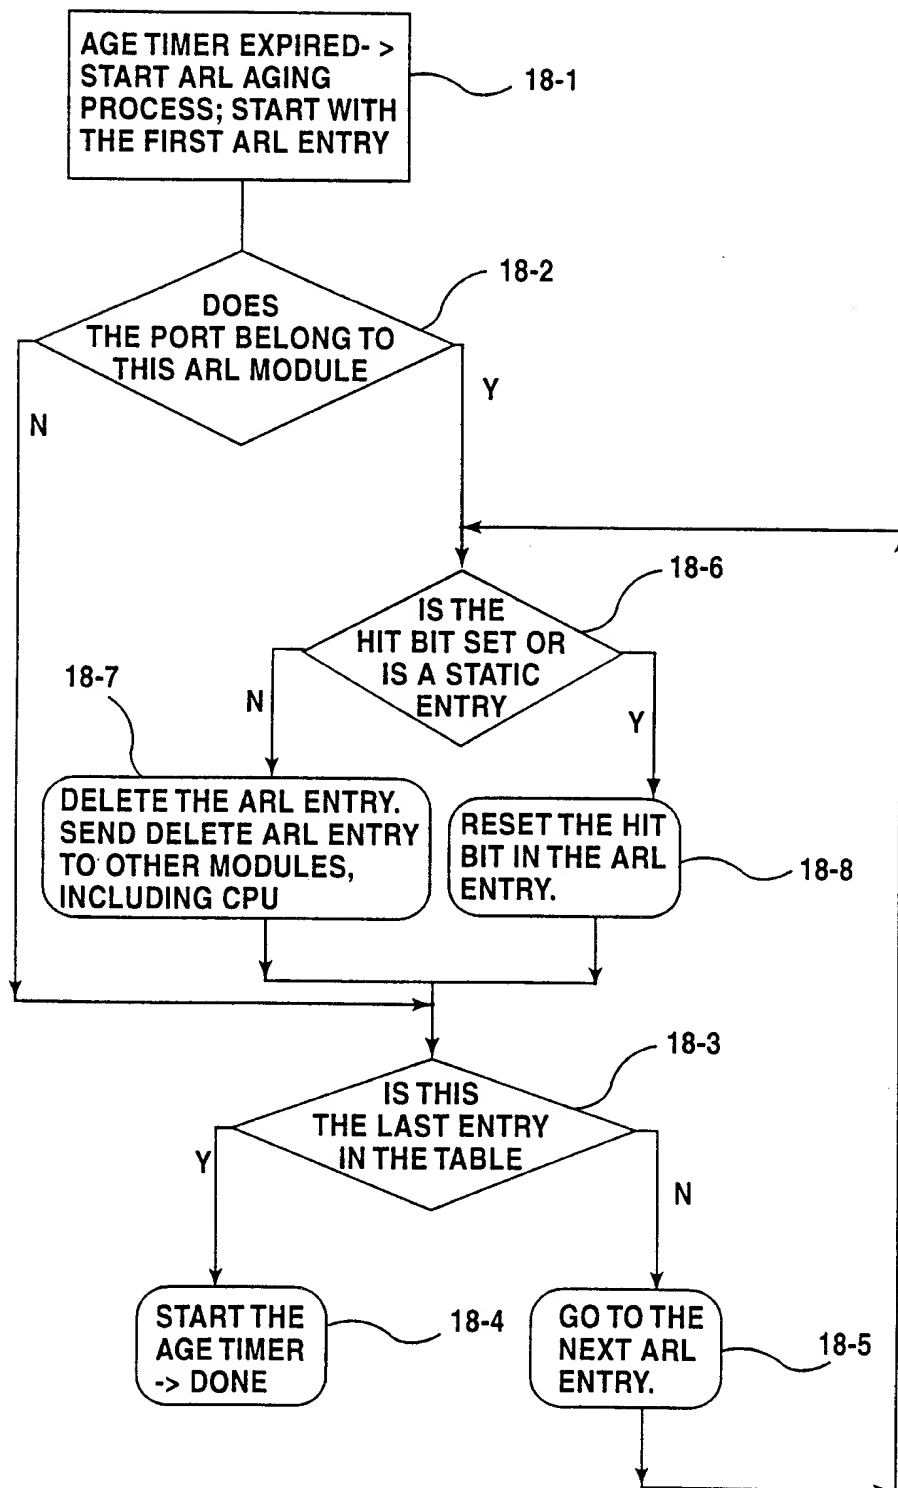 AGE TIMER EXPIRED- >
START ARL AGING
PROCESS; START WITH
THE FIRST ARL ENTRY
18-1
18-2
DOES
THE PORT BELONG TO
THIS ARL MODULE
N
Y
18-6
IS THE
HIT BIT SET OR
IS A STATIC
ENTRY
18-7
N
Y
DELETE THE ARL ENTRY.
SEND DELETE ARL ENTRY
TO OTHER MODULES,
INCLUDING CPU
RESET THE HIT
BIT IN THE ARL
ENTRY.
18-8
18-3
IS THIS
THE LAST ENTRY
IN THE TABLE
Y
N
START THE
AGE TIMER
-> DONE
18-4
GO TO THE
NEXT ARL
ENTRY.
18-5